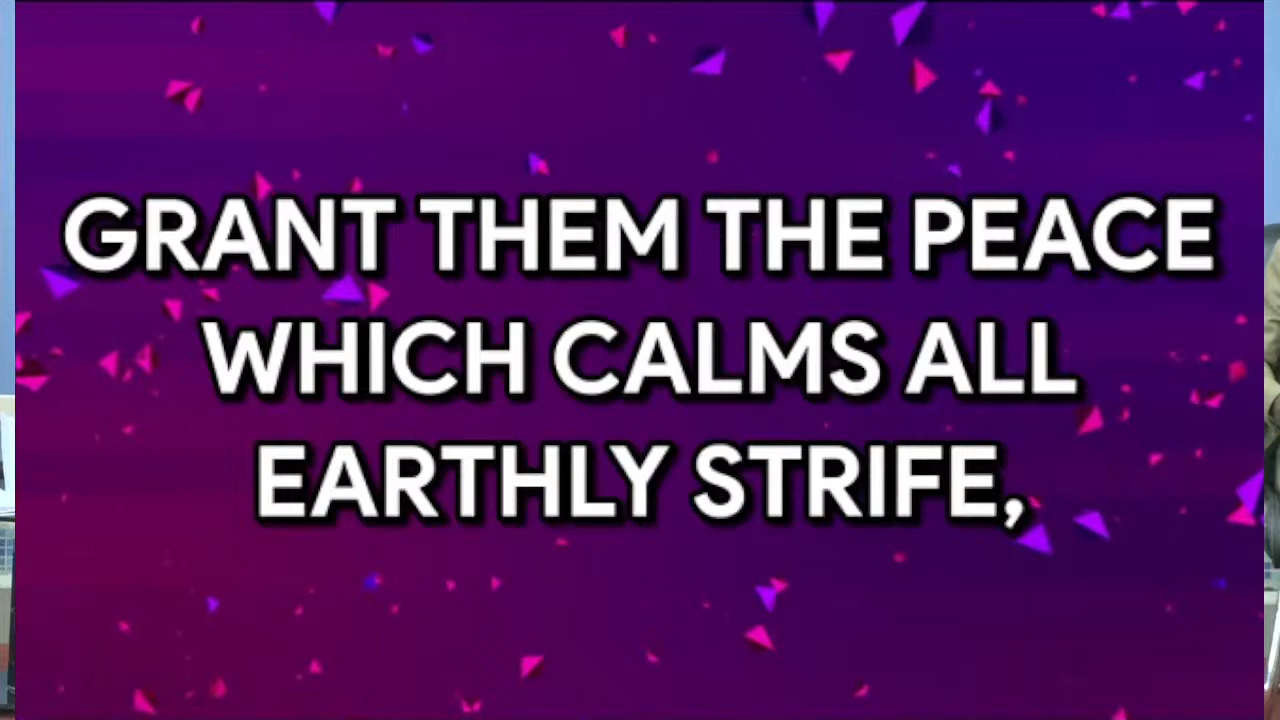 GRANT THEM THE PEACE
WHICH CALMS ALL
EARTHLY STRIFE,